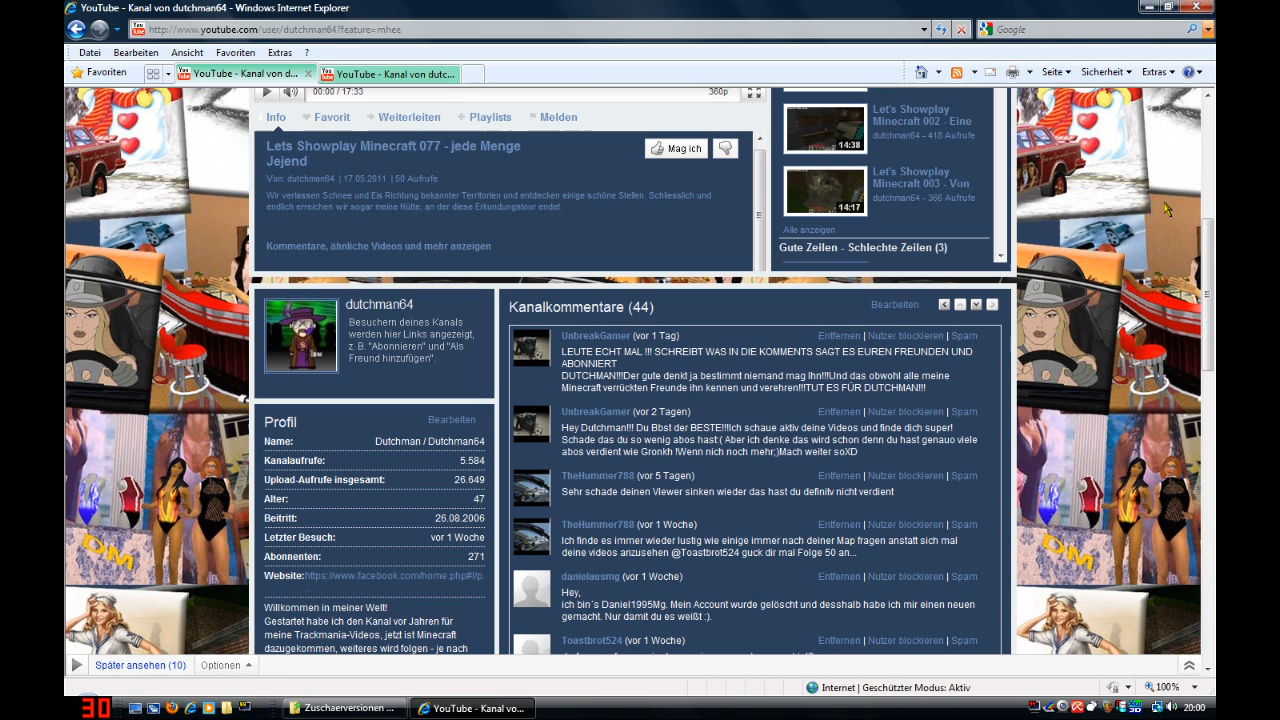 YouTube - Kanal von dutchman64 - Windows Internet Explorer
http://www.youtube.com/user/dutchman64?feature=mhee
Google
Datei Bearbeiten Ansicht Favoriten Extras ?
Favoriten
YouTube - Kanal von d...
YouTube - Kanal von dutc...
Seite Sicherheit Extras
00:00 / 17:33 360p
Info Favorit Weiterleiten Playlists Melden
Lets Showplay Minecraft 077 - jede Menge
Jejend
Mag ich
Von: dutchman64 | 17.05.2011 | 50 Aufrufe
Wir verlassen Schnee und Eis Richtung bekannter Territorien und entdecken einige schöne Stellen. Schliesslich und
endlich erreichen wir sogar meine Hütte, an der diese Erkundungstour endet.
Kommentare, ähnliche Videos und mehr anzeigen
Let's Showplay
Minecraft 002 - Eine
dutchman64 - 418 Aufrufe
14:38
Let's Showplay
Minecraft 003 - Von
dutchman64 - 366 Aufrufe
14:17
Alle anzeigen
Gute Zeilen - Schlechte Zeilen (3)
dutchman64
Besuchern deines Kanals
werden hier Links angezeigt,
z. B. "Abonnieren" und "Als
Freund hinzufügen".
Profil Bearbeiten
Name: Dutchman / Dutchman64
Kanalaufrufe: 5.584
Upload-Aufrufe insgesamt: 26.649
Alter: 47
Beitritt: 26.08.2006
Letzter Besuch: vor 1 Woche
Abonnenten: 271
Website: https://www.facebook.com/home.php#!/p.
Willkommen in meiner Welt!
Gestartet habe ich den Kanal vor Jahren für
meine Trackmania-Videos, jetzt ist Minecraft
dazugekommen, weiteres wird folgen - je nach
Kanalkommentare (44) Bearbeiten
UnbreakGamer (vor 1 Tag) Entfernen | Nutzer blockieren | Spam
LEUTE ECHT MAL !!! SCHREIBT WAS IN DIE KOMMENTS SAGT ES EUREN FREUNDEN UND
ABONNIERT
DUTCHMAN!!!Der gute denkt ja bestimmt niemand mag Ihn!!!Und das obwohl alle meine
Minecraft verrückten Freunde ihn kennen und verehren!!!TUT ES FÜR DUTCHMAN!!!
UnbreakGamer (vor 2 Tagen) Entfernen | Nutzer blockieren | Spam
Hey Dutchman!!! Du Bbst der BESTE!!!Ich schaue aktiv deine Videos und finde dich super!
Schade das du so wenig abos hast:( Aber ich denke das wird schon denn du hast genauo viele
abos verdient wie Gronkh !Wenn nich noch mehr;)Mach weiter soXD
TheHummer788 (vor 5 Tagen) Entfernen | Nutzer blockieren | Spam
Sehr schade deinen VIewer sinken wieder das hast du definitv nicht verdient
TheHummer788 (vor 1 Woche) Entfernen | Nutzer blockieren | Spam
Ich finde es immer wieder lustig wie einige immer nach deiner Map fragen anstatt sich mal
deine videos anzusehen @Toastbrot524 guck dir mal Folge 50 an...
danielausmg (vor 1 Woche) Entfernen | Nutzer blockieren | Spam
Hey,
ich bin´s Daniel1995Mg. Mein Account wurde gelöscht und desshalb habe ich mir einen neuen
gemacht. Nur damit du es weißt :).
Toastbrot524 (vor 1 Woche) Entfernen | Nutzer blockieren | Spam
DM
DM
Später ansehen (10) Optionen
Internet | Geschützter Modus: Aktiv 100%
30
Zuschaerversionen ...
YouTube - Kanal vo...
20:00